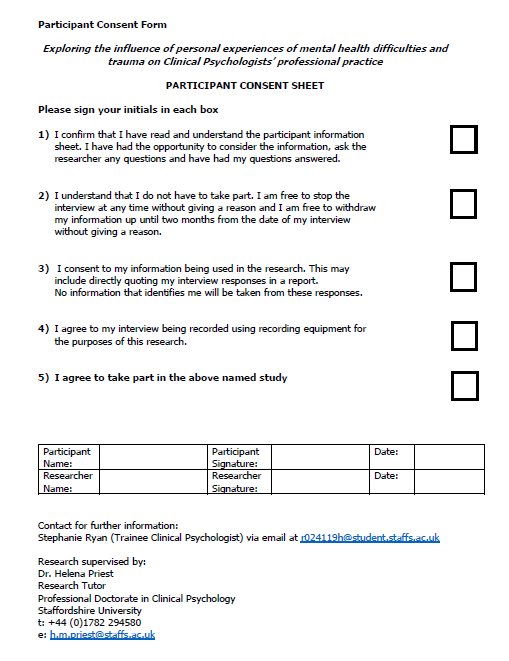 Participant Consent Form
Exploring the influence of personal experiences of mental health difficulties and
trauma on Clinical Psychologists' professional practice
PARTICIPANT CONSENT SHEET
Please sign your initials in each box
1) I confirm that I have read and understand the participant information
sheet. I have had the opportunity to consider the information, ask the
researcher any questions and have had my questions answered.
2) I understand that I do not have to take part. I am free to stop the
interview at any time without giving a reason and I am free to withdraw
my information up until two months from the date of my interview
without giving a reason.
3) I consent to my information being used in the research. This may
include directly quoting my interview responses in a report.
No information that identifies me will be taken from these responses.
4) I agree to my interview being recorded using recording equipment for
the purposes of this research.
5) I agree to take part in the above named study
Participant Participant Date:
Name: Signature:
Researcher Researcher Date:
Name: Signature:
Contact for further information:
Stephanie Ryan (Trainee Clinical Psychologist) via email at r024119h@student.staffs.ac.uk
Research supervised by:
Dr. Helena Priest
Research Tutor
Professional Doctorate in Clinical Psychology
Staffordshire University
t: +44 (0)1782 294580
e: h.m.priest@staffs.ac.uk